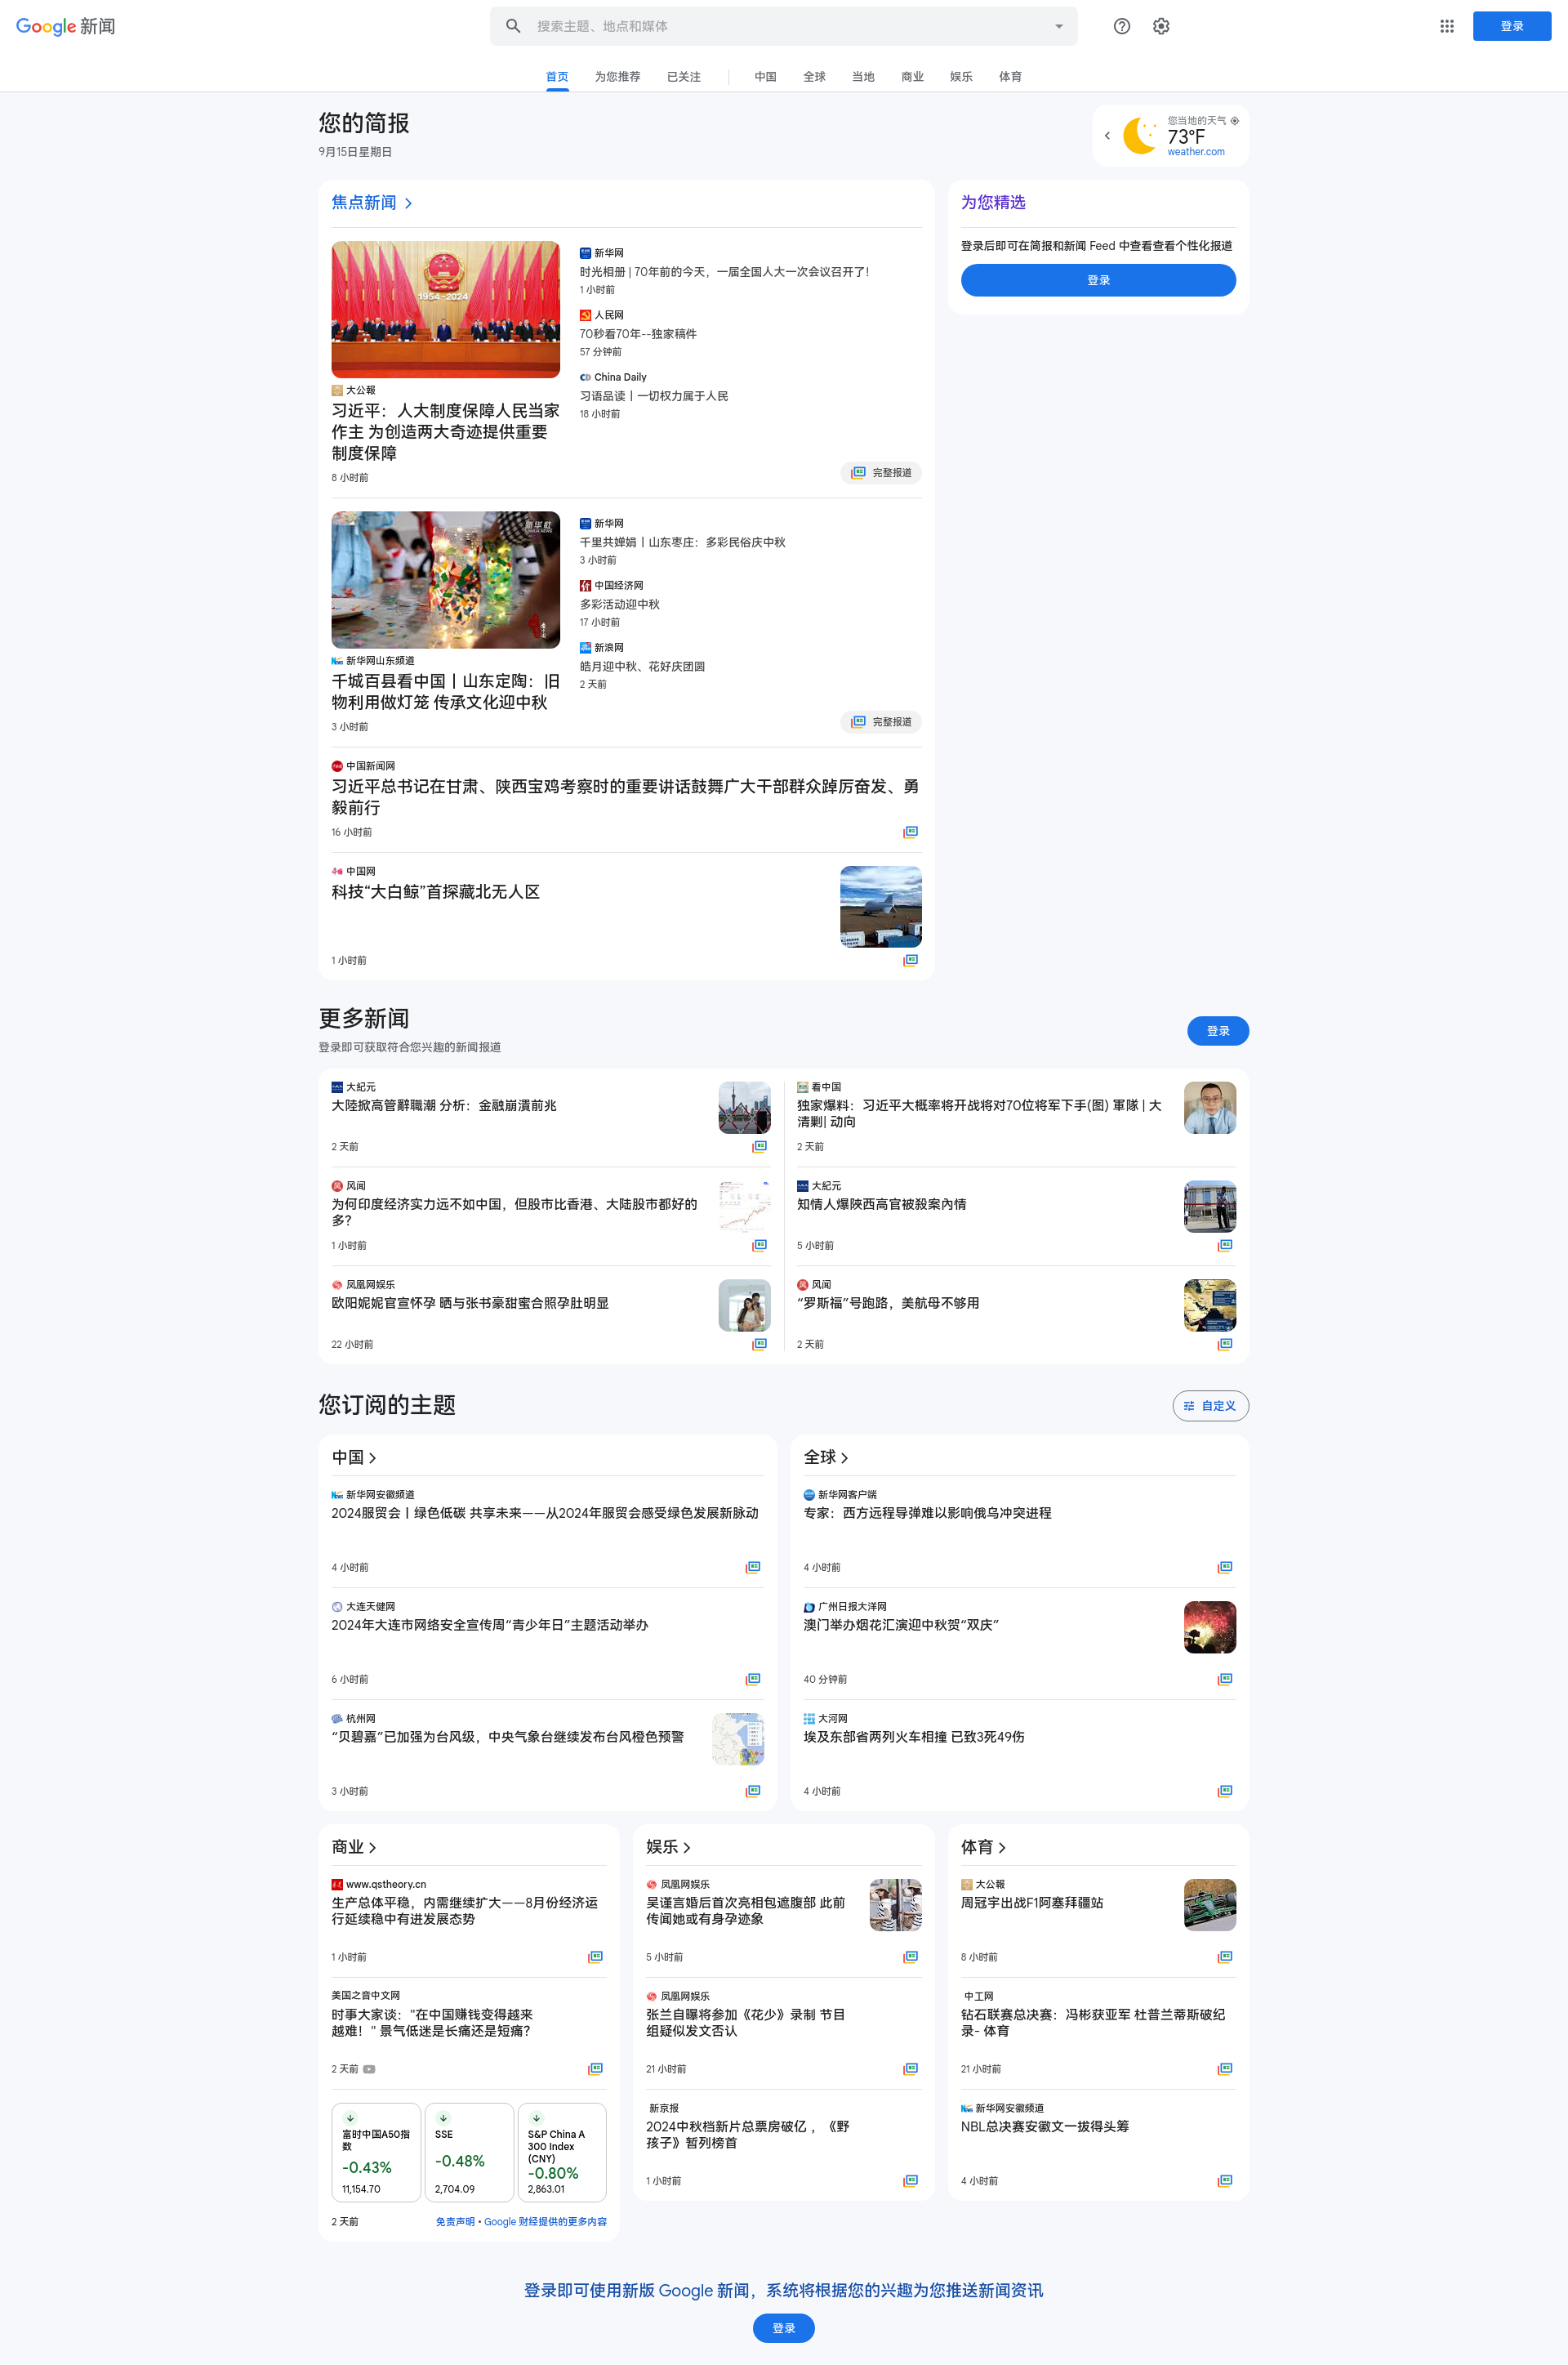 Google 新闻
搜索主题、地点和媒体
登录
首页
为您推荐
已关注
中国
全球
当地
商业
娱乐
体育
您的简报
9月15日星期日
您当地的天气
73°F
weather.com
焦点新闻
1954-2024
大公報
习近平：人大制度保障人民当家
作主 为创造两大奇迹提供重要
制度保障
8 小时前
新华网
时光相册 | 70年前的今天，一届全国人大一次会议召开了！
1 小时前
人民网
70秒看70年--独家稿件
57 分钟前
China Daily
习语品读丨一切权力属于人民
18 小时前
完整报道
为您精选
登录后即可在简报和新闻 Feed 中查看查看个性化报道
登录
新华社
新华网山东频道
千城百县看中国丨山东定陶：旧
物利用做灯笼 传承文化迎中秋
3 小时前
新华网
千里共婵娟丨山东枣庄：多彩民俗庆中秋
3 小时前
中国经济网
多彩活动迎中秋
17 小时前
新浪网
皓月迎中秋、花好庆团圆
2 天前
完整报道
中国新闻网
习近平总书记在甘肃、陕西宝鸡考察时的重要讲话鼓舞广大干部群众踔厉奋发、勇
毅前行
16 小时前
中国网
科技“大白鲸”首探藏北无人区
1 小时前
更多新闻
登录即可获取符合您兴趣的新闻报道
登录
大紀元
大陸掀高管辭職潮 分析：金融崩潰前兆
2 天前
看中国
独家爆料：习近平大概率将开战将对70位将军下手(图) 軍隊 | 大
清剿| 动向
2 天前
风闻
为何印度经济实力远不如中国，但股市比香港、大陆股市都好的
多？
1 小时前
大紀元
知情人爆陝西高官被殺案內情
5 小时前
凤凰网娱乐
欧阳妮妮官宣怀孕 晒与张书豪甜蜜合照孕肚明显
22 小时前
风闻
“罗斯福”号跑路，美航母不够用
2 天前
您订阅的主题
自定义
中国
新华网安徽频道
2024服贸会丨绿色低碳 共享未来——从2024年服贸会感受绿色发展新脉动
4 小时前
大连天健网
2024年大连市网络安全宣传周“青少年日”主题活动举办
6 小时前
杭州网
“贝碧嘉”已加强为台风级，中央气象台继续发布台风橙色预警
3 小时前
全球
新华网客户端
专家：西方远程导弹难以影响俄乌冲突进程
4 小时前
广州日报大洋网
澳门举办烟花汇演迎中秋贺“双庆”
40 分钟前
大河网
埃及东部省两列火车相撞 已致3死49伤
4 小时前
商业
www.qstheory.cn
生产总体平稳，内需继续扩大——8月份经济运
行延续稳中有进发展态势
1 小时前
美国之音中文网
时事大家谈："在中国赚钱变得越来
越难！" 景气低迷是长痛还是短痛？
2 天前
富时中国A50指
数
-0.43%
11,154.70
SSE
-0.48%
2,704.09
S&P China A
300 Index
(CNY)
-0.80%
2,863.01
2 天前
免责声明 • Google 财经提供的更多内容
娱乐
凤凰网娱乐
吴谨言婚后首次亮相包遮腹部 此前
传闻她或有身孕迹象
5 小时前
凤凰网娱乐
张兰自曝将参加《花少》录制 节目
组疑似发文否认
21 小时前
新京报
2024中秋档新片总票房破亿 ，《野
孩子》暂列榜首
1 小时前
体育
大公報
周冠宇出战F1阿塞拜疆站
8 小时前
中工网
钻石联赛总决赛：冯彬获亚军 杜普兰蒂斯破纪
录- 体育
21 小时前
新华网安徽频道
NBL总决赛安徽文一拔得头筹
4 小时前
登录即可使用新版 Google 新闻，系统将根据您的兴趣为您推送新闻资讯
登录